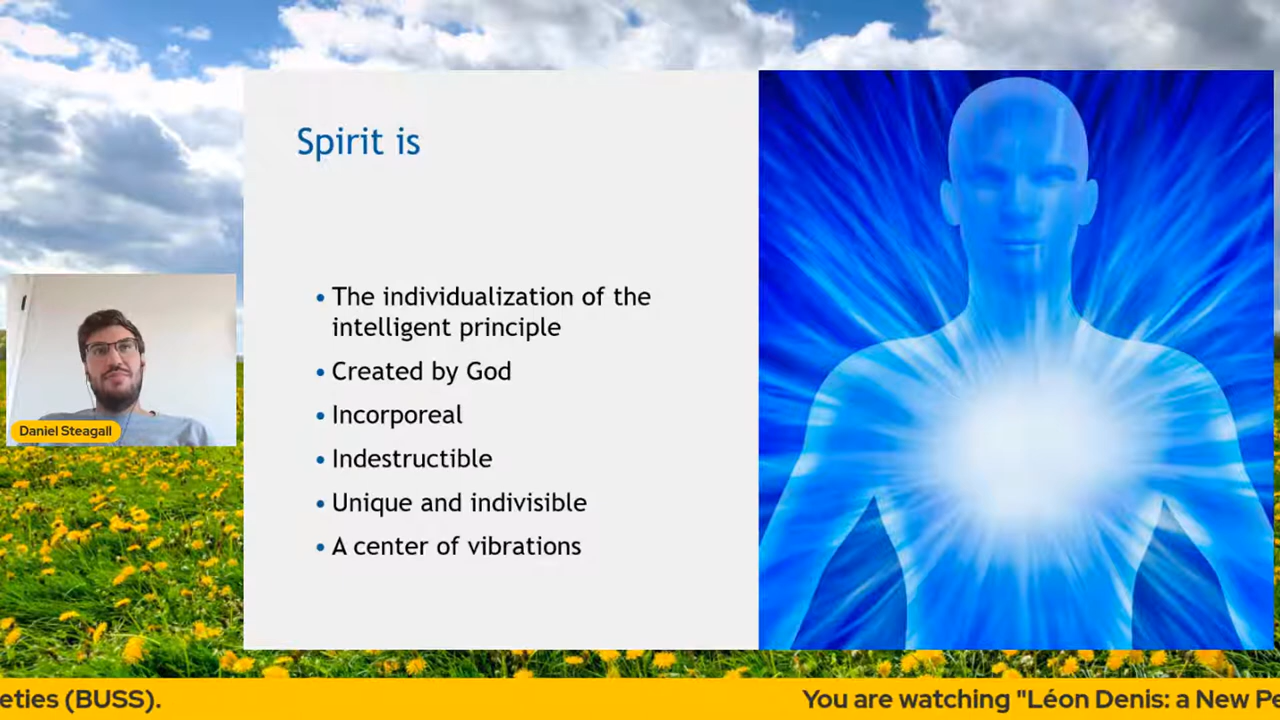 Spirit is
• The individualization of the
intelligent principle
• Created by God
• Incorporeal
• Indestructible
• Unique and indivisible
• A center of vibrations
Daniel Steagall
eties (BUSS).
You are watching "Léon Denis: a New Pe